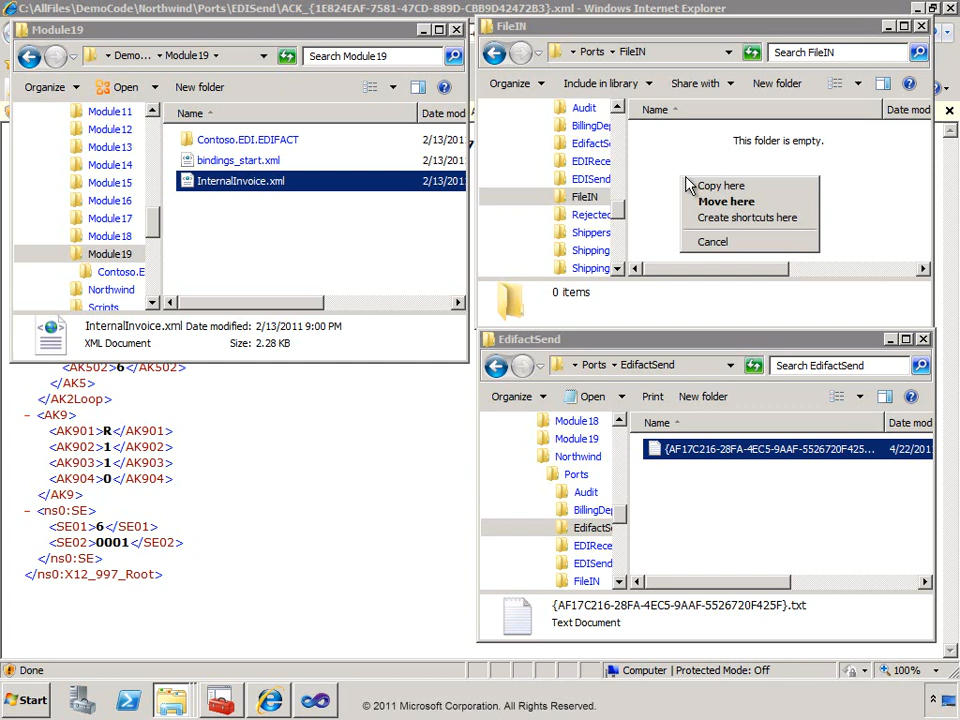 C:\AllFiles\DemoCode\Northwind\Ports\EDISend\ACK_{1E824EAF-7581-47CD-889D-CBB9D42472B3}.xml - Windows Internet Explorer
Module19
Demo... Module19
Search Module19
Organize
Open
New folder
Module11
Module12
Module13
Module14
Module15
Module16
Module17
Module18
Module19
Contoso.E
Northwind
Scripts
Name
Date mod
Contoso.EDI.EDIFACT
2/13/201
bindings_start.xml
2/13/201
InternalInvoice.xml
2/13/201
InternalInvoice.xml Date modified: 2/13/2011 9:00 PM
XML Document
Size: 2.28 KB
FileIN
Ports FileIN
Search FileIN
Organize
Include in library
Share with
New folder
Audit
BillingDep
EdifactSe
EDIRece
EDISend
FileIN
Rejected
Shippers
Shipping
Shipping
Name
Date mod
This folder is empty.
Copy here
Move here
Create shortcuts here
Cancel
0 items
EdifactSend
Ports EdifactSend
Search EdifactSend
Organize
Open
Print
New folder
Module18
Module19
Northwind
Ports
Audit
BillingDe
EdifactSe
EDIRece
EDISend
FileIN
Name
Date mod
{AF17C216-28FA-4EC5-9AAF-5526720F425...
4/22/201
{AF17C216-28FA-4EC5-9AAF-5526720F425F}.txt
Text Document
<AK502>6</AK502>
</AK5>
</AK2Loop>
− <AK9>
<AK901>R</AK901>
<AK902>1</AK902>
<AK903>1</AK903>
<AK904>0</AK904>
</AK9>
− <ns0:SE>
<SE01>6</SE01>
<SE02>0001</SE02>
</ns0:SE>
</ns0:X12_997_Root>
Done
Computer | Protected Mode: Off
100%
Start
© 2011 Microsoft Corporation. All Rights Reserved.